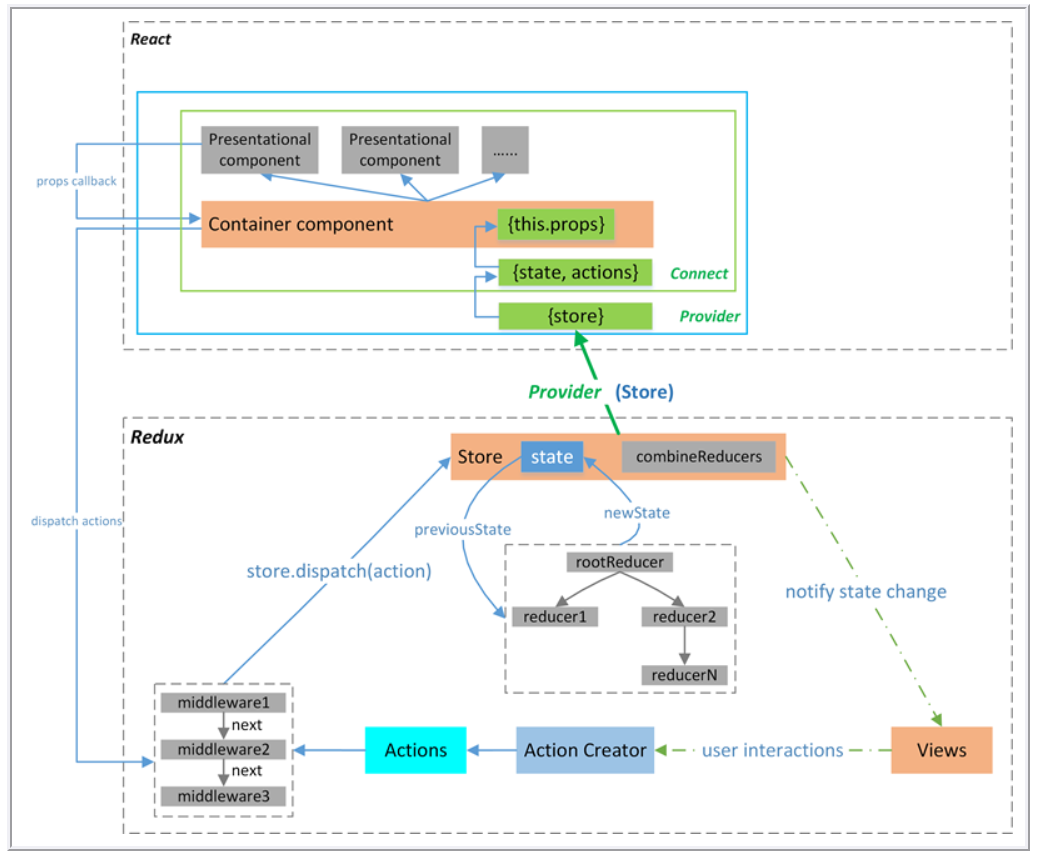 React
Presentational
component
Presentational
component
......
props callback
Container component
{this.props}
{state, actions}
Connect
{store}
Provider
Provider (Store)
Redux
Store
state
combineReducers
previousState
newState
dispatch actions
store.dispatch(action)
rootReducer
notify state change
reducer1
reducer2
reducerN
middleware1
next
middleware2
next
middleware3
Actions
Action Creator
user interactions
Views